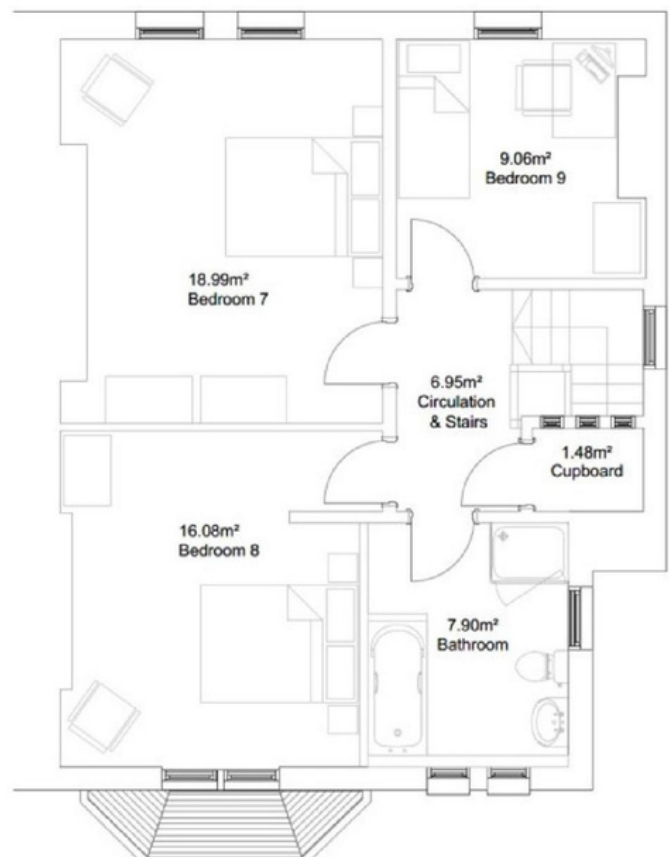 9.06m²
Bedroom 9
18.99m²
Bedroom 7
6.95m²
Circulation
& Stairs
1.48m²
Cupboard
16.08m²
Bedroom 8
7.90m²
Bathroom